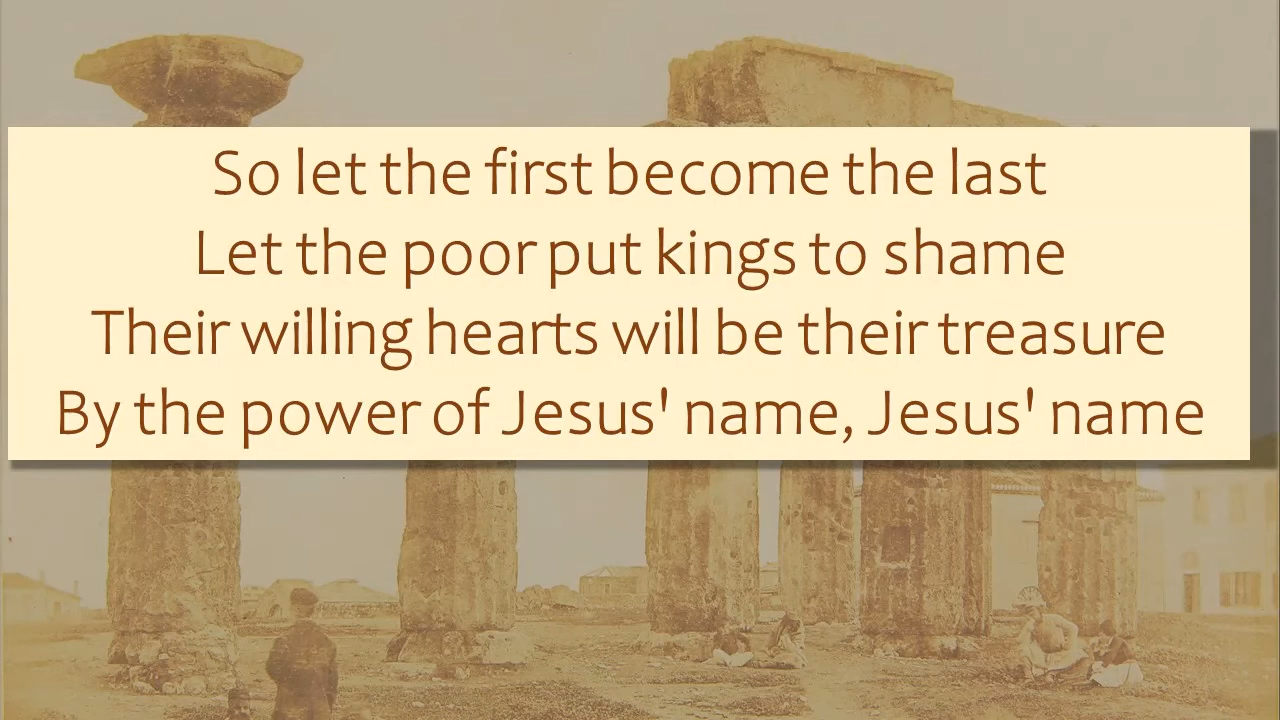 So let the first become the last
Let the poor put kings to shame
Their willing hearts will be their treasure
By the power of Jesus' name, Jesus' name